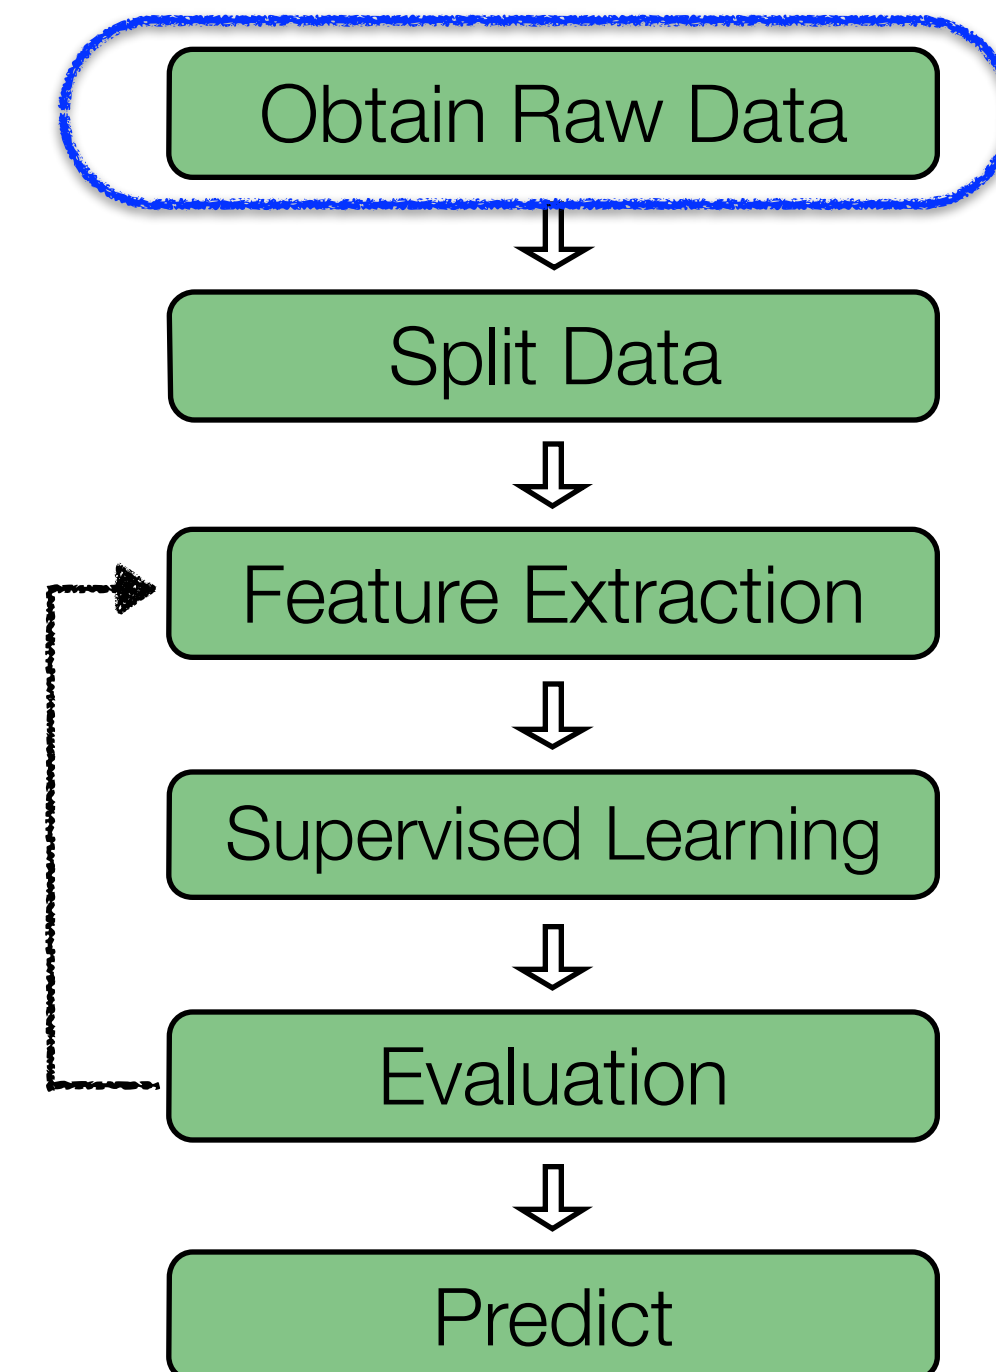 Obtain Raw Data
Split Data
Feature Extraction
Supervised Learning
Evaluation
Predict